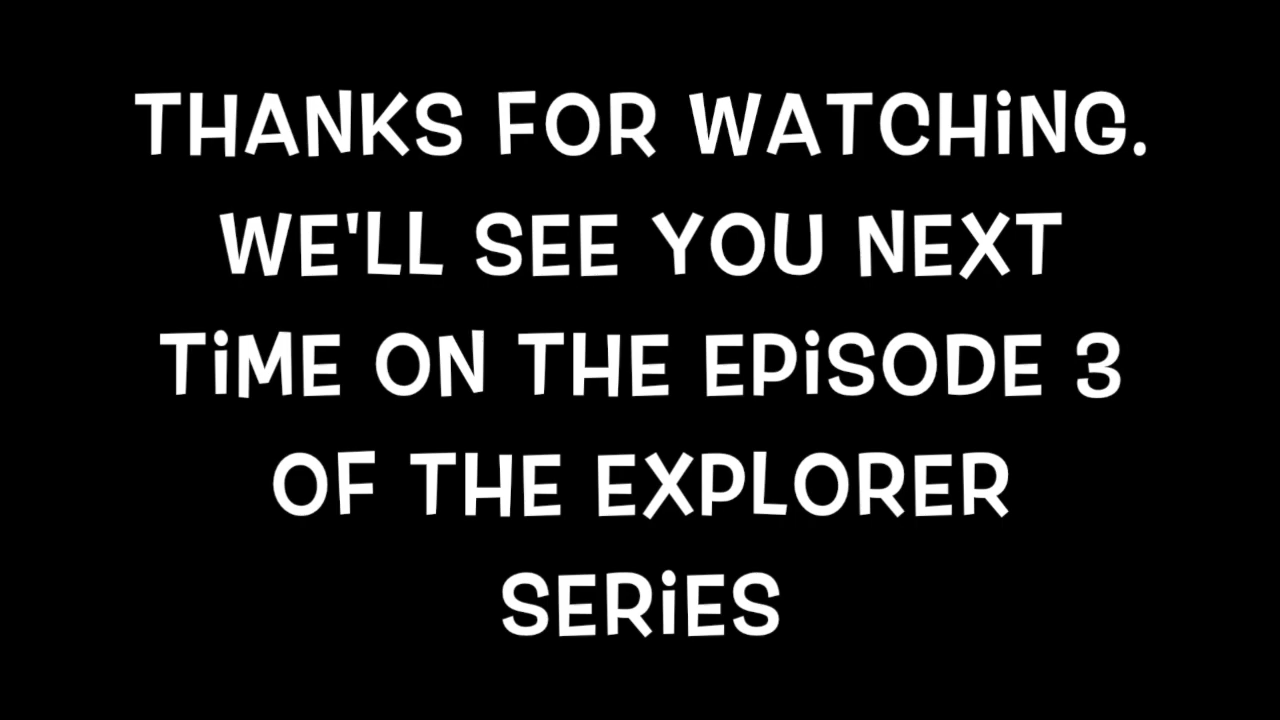 THANKS FOR WATCHiNG.
WE'LL SEE YOU NEXT
TiME ON THE EPiSODE 3
OF THE EXPLORER
SERiES